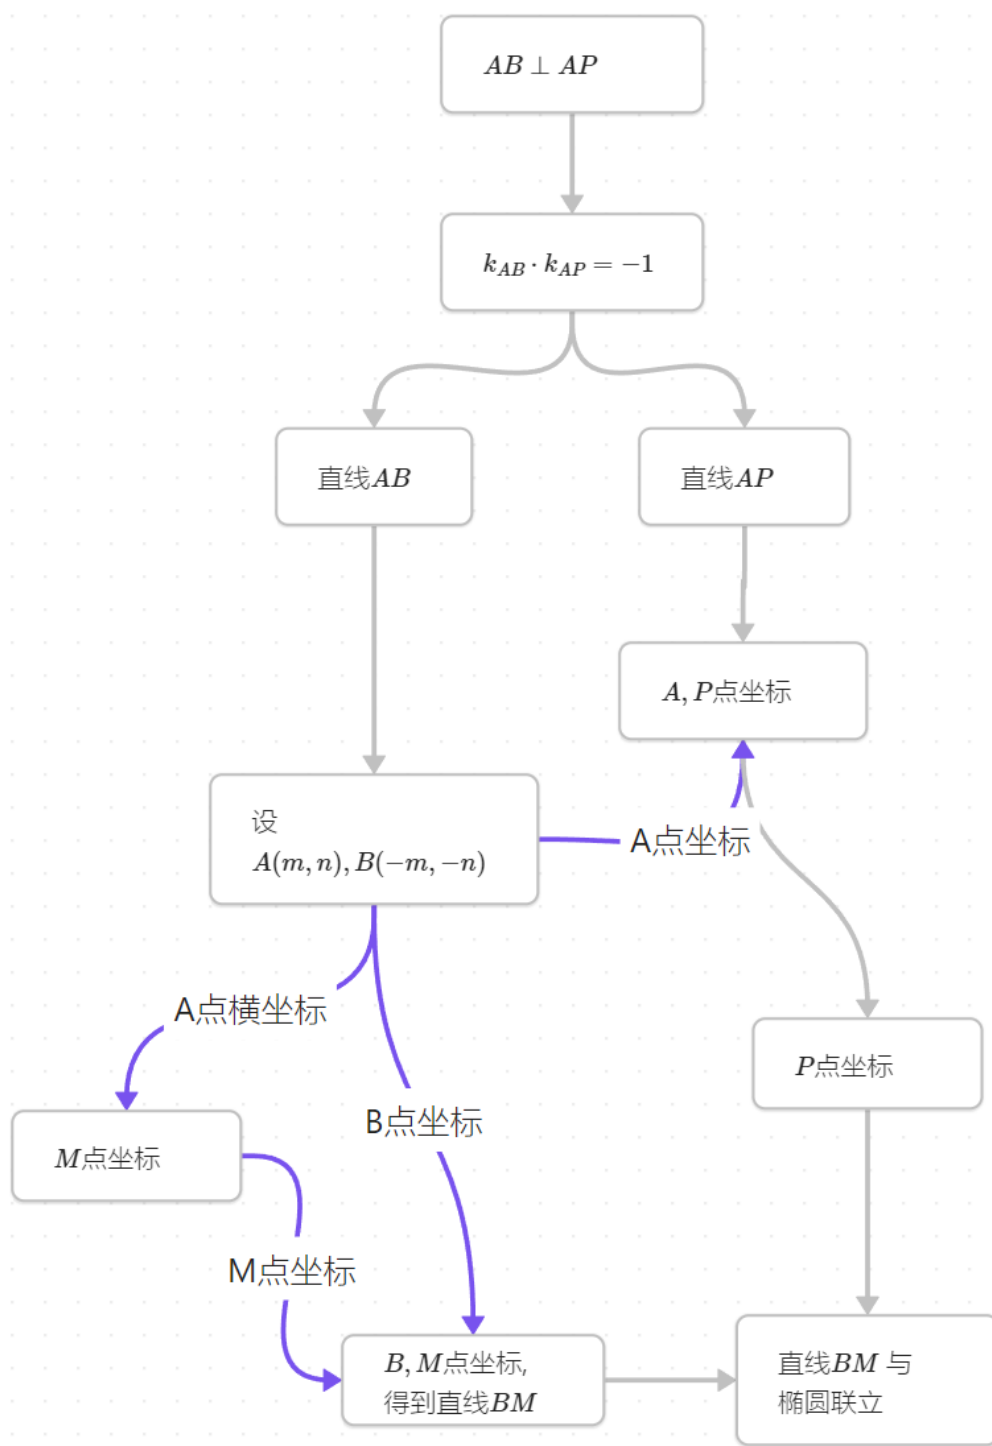 AB ⊥ AP
k_{AB} · k_{AP} = −1
直线AB
直线AP
A, P点坐标
设
A(m, n), B(−m, −n)
A点坐标
A点横坐标
P点坐标
B点坐标
M点坐标
M点坐标
B, M点坐标,
得到直线BM
直线BM 与
椭圆联立